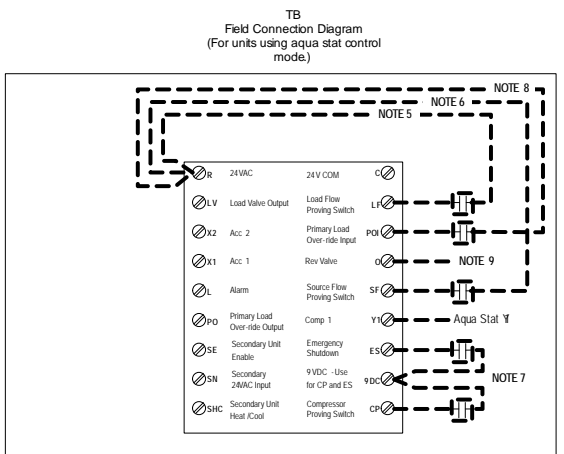 TB
Field Connection Diagram
(For units using aqua stat control
mode.)
NOTE 8
NOTE 6
NOTE 5
R 24VAC 24V COM C
LV Load Valve Output Load Flow
Proving Switch LF
X2 Acc 2 Primary Load
Over-ride Input POI
X1 Acc 1 Rev Valve O NOTE 9
L Alarm Source Flow
Proving Switch SF
PO Primary Load
Over-ride Output Comp 1 Y1 Aqua Stat Y1
SE Secondary Unit
Enable Emergency
Shutdown ES
SN Secondary
24VAC Input 9 VDC - Use
for CP and ES 9DC NOTE 7
SHC Secondary Unit
Heat /Cool Compressor
Proving Switch CP